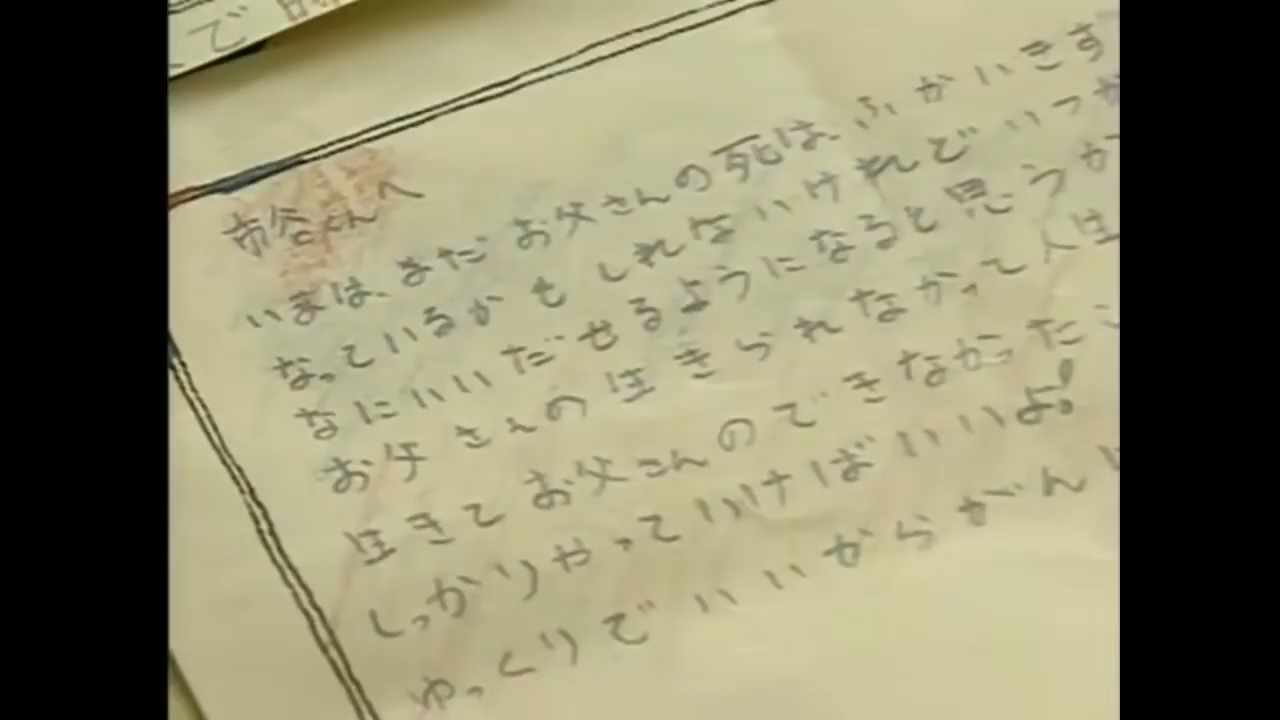 で
市谷くんへ
いまは、まだ お父さんの死は、ふかいきず
なっているかもしれないけれど いつか
なにいいだせるようになると思うか
お父さんの生きられなかって人生
生きてお父さんのできなかったこ
しっかりやっていけばいいよ!
ゆっくりでいいからがんば